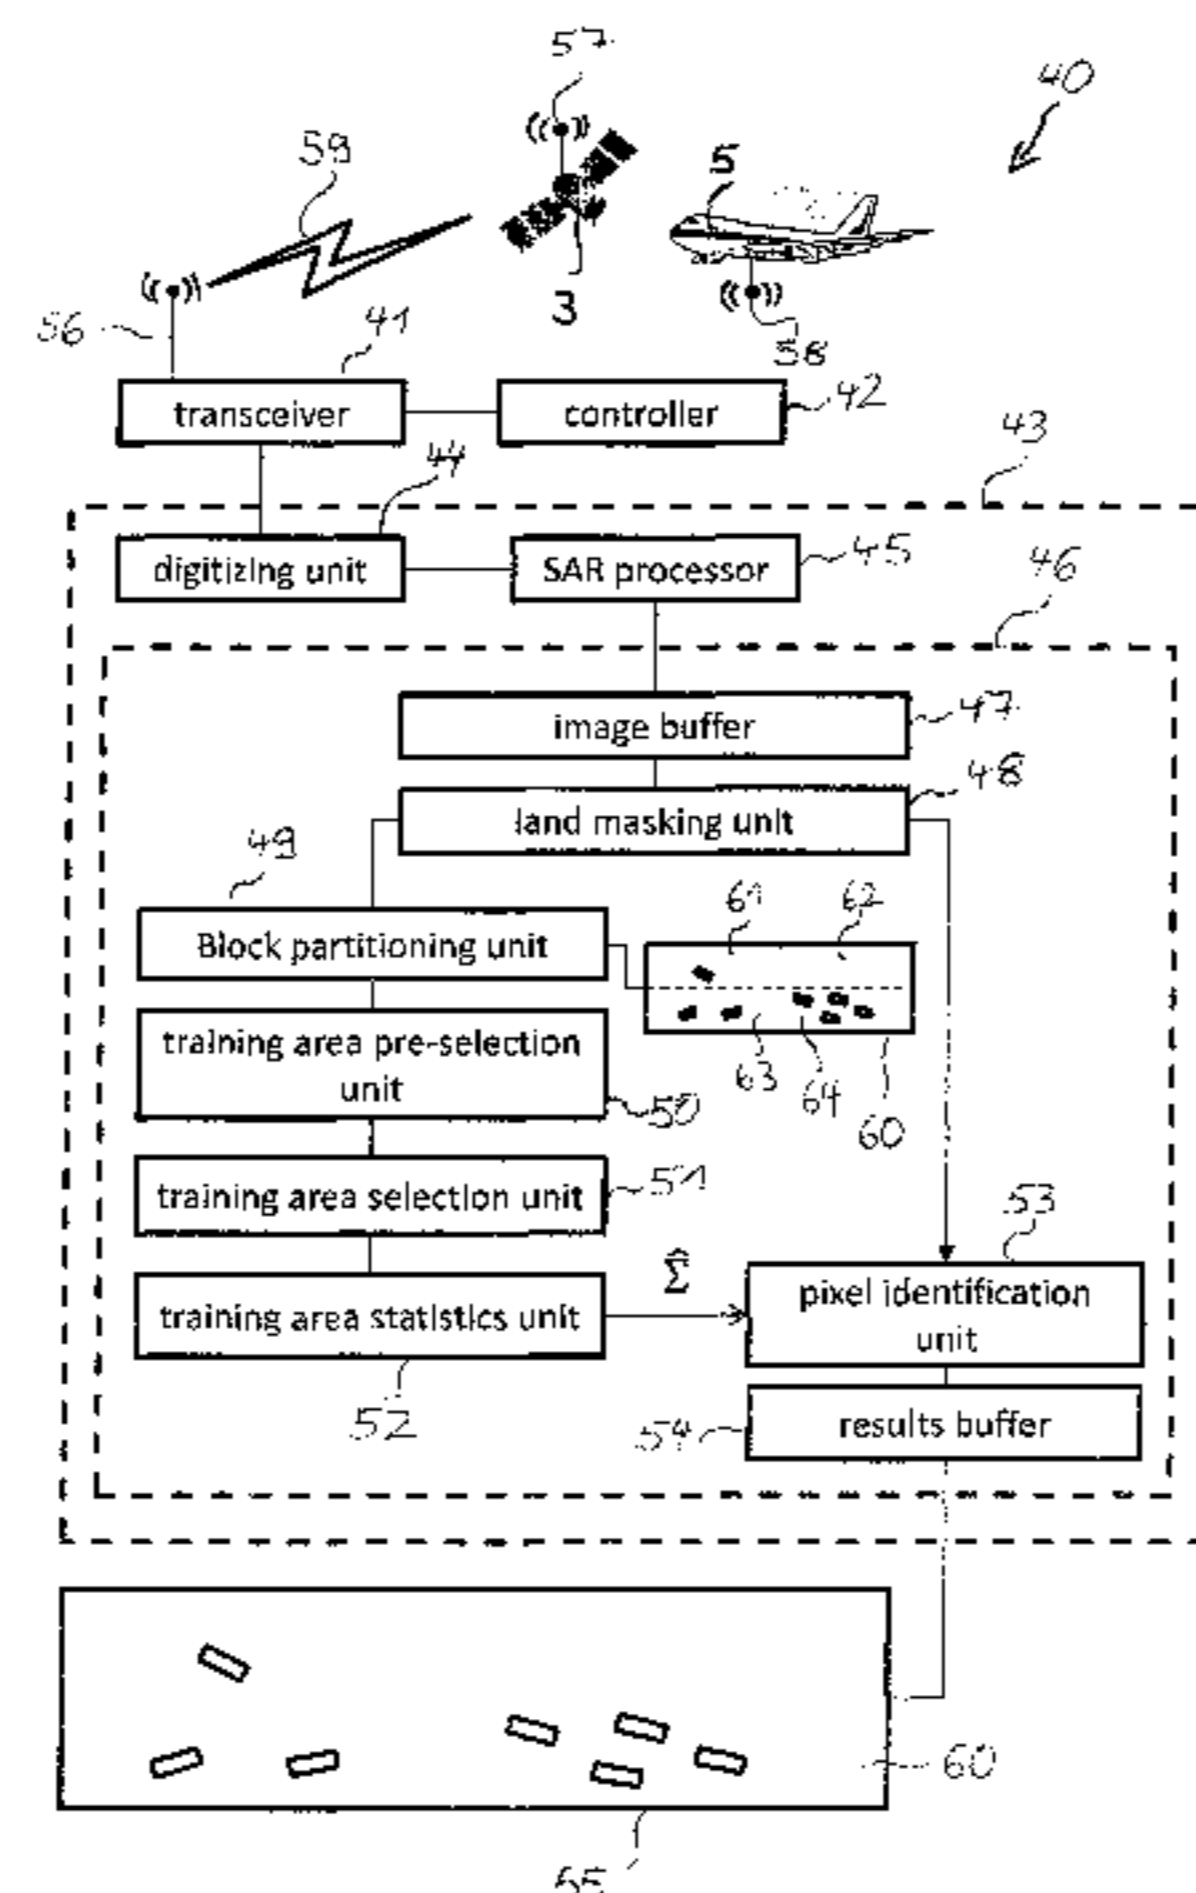 57
40
59
5
3
56
41
58
transceiver
controller
42
44
43
digitizing unit
SAR processor
45
46
image buffer
47
land masking unit
48
49
61
62
Block partitioning unit
training area pre-selection
unit
50
63
64
60
training area selection unit
51
53
Σ̂
training area statistics unit
pixel identification
unit
52
54
results buffer
60